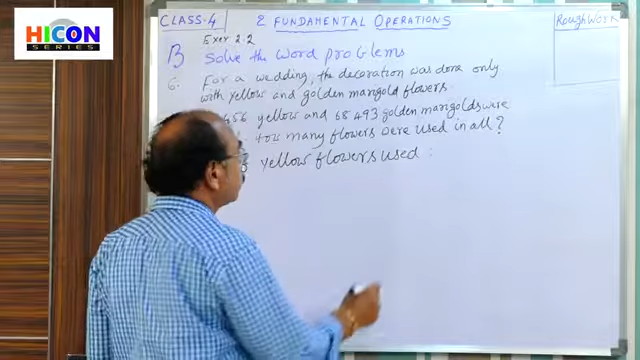 HICON
SERIES
CLASS-4 2 FUNDAMENTAL OPERATIONS Rough Work
Exer 2.2
B Solve the word problems
6. For a wedding, the decoration was done only
with yellow and golden marigold flowers.
456 yellow and 68 493 golden marigolds were
How many flowers were used in all?
yellow flowers used :